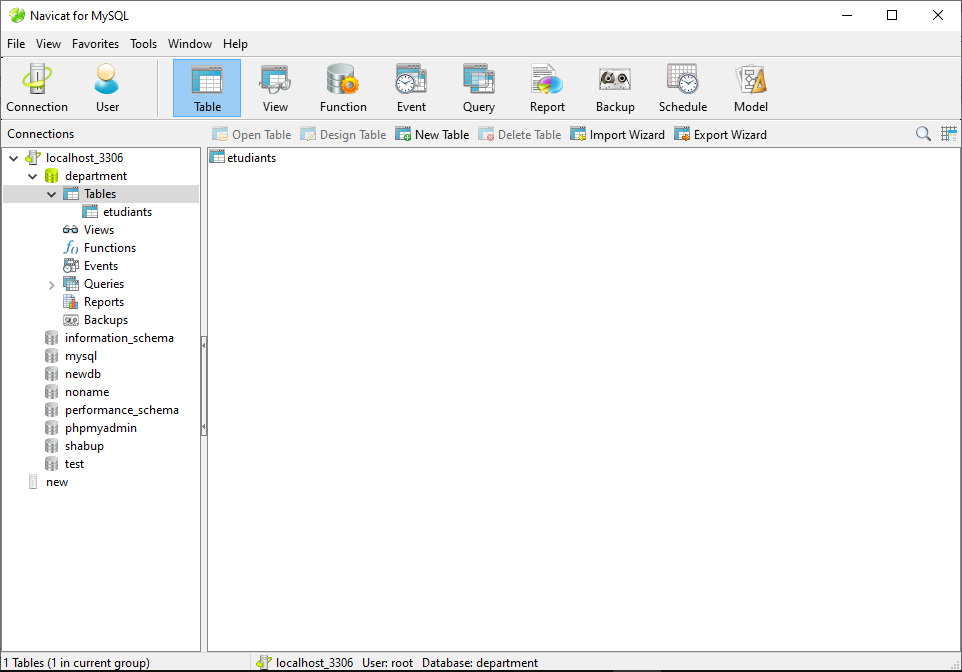 Navicat for MySQL
File View Favorites Tools Window Help
Connection User Table View Function Event Query Report Backup Schedule Model
Connections Open Table Design Table New Table Delete Table Import Wizard Export Wizard
localhost_3306
department
Tables
etudiants
Views
Functions
Events
Queries
Reports
Backups
information_schema
mysql
newdb
noname
performance_schema
phpmyadmin
shabup
test
new
etudiants
1 Tables (1 in current group) localhost_3306 User: root Database: department